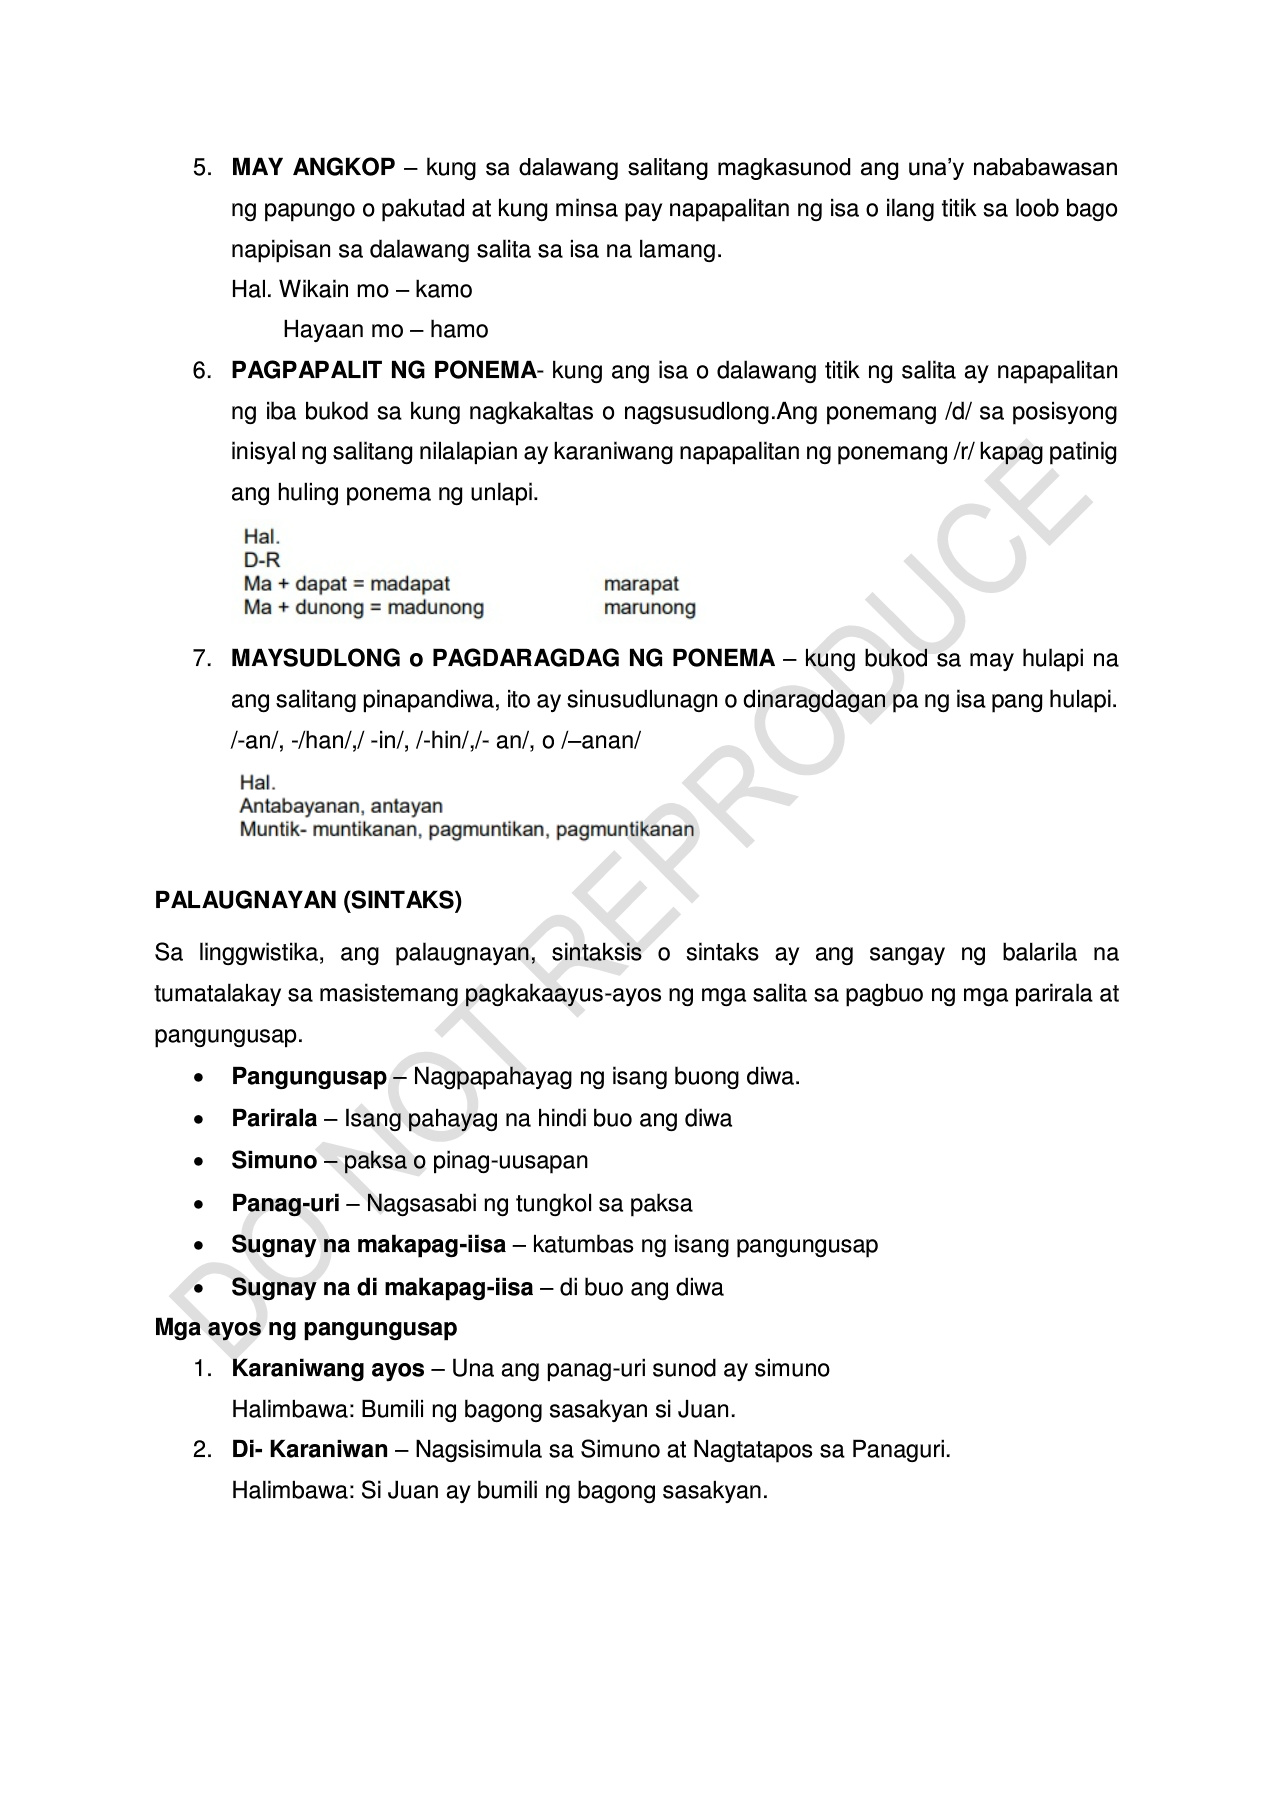 5. MAY ANGKOP – kung sa dalawang salitang magkasunod ang una’y nababawasan
ng papungo o pakutad at kung minsa pay napapalitan ng isa o ilang titik sa loob bago
napipisan sa dalawang salita sa isa na lamang.
Hal. Wikain mo – kamo
Hayaan mo – hamo
6. PAGPAPALIT NG PONEMA- kung ang isa o dalawang titik ng salita ay napapalitan
ng iba bukod sa kung nagkakaltas o nagsusudlong.Ang ponemang /d/ sa posisyong
inisyal ng salitang nilalapian ay karaniwang napapalitan ng ponemang /r/ kapag patinig
ang huling ponema ng unlapi.
Hal.
D-R
Ma + dapat = madapat marapat
Ma + dunong = madunong marunong
7. MAYSUDLONG o PAGDARAGDAG NG PONEMA – kung bukod sa may hulapi na
ang salitang pinapandiwa, ito ay sinusudlunagn o dinaragdagan pa ng isa pang hulapi.
/-an/, -/han/,/ -in/, /-hin/,/- an/, o /–anan/
Hal.
Antabayanan, antayan
Muntik- muntikanan, pagmuntikan, pagmuntikanan
PALAUGNAYAN (SINTAKS)
Sa linggwistika, ang palaugnayan, sintaksis o sintaks ay ang sangay ng balarila na
tumatalakay sa masistemang pagkakaayus-ayos ng mga salita sa pagbuo ng mga parirala at
pangungusap.
• Pangungusap – Nagpapahayag ng isang buong diwa.
• Parirala – Isang pahayag na hindi buo ang diwa
• Simuno – paksa o pinag-uusapan
• Panag-uri – Nagsasabi ng tungkol sa paksa
• Sugnay na makapag-iisa – katumbas ng isang pangungusap
• Sugnay na di makapag-iisa – di buo ang diwa
Mga ayos ng pangungusap
1. Karaniwang ayos – Una ang panag-uri sunod ay simuno
Halimbawa: Bumili ng bagong sasakyan si Juan.
2. Di- Karaniwan – Nagsisimula sa Simuno at Nagtatapos sa Panaguri.
Halimbawa: Si Juan ay bumili ng bagong sasakyan.
DO NOT REPRODUCE